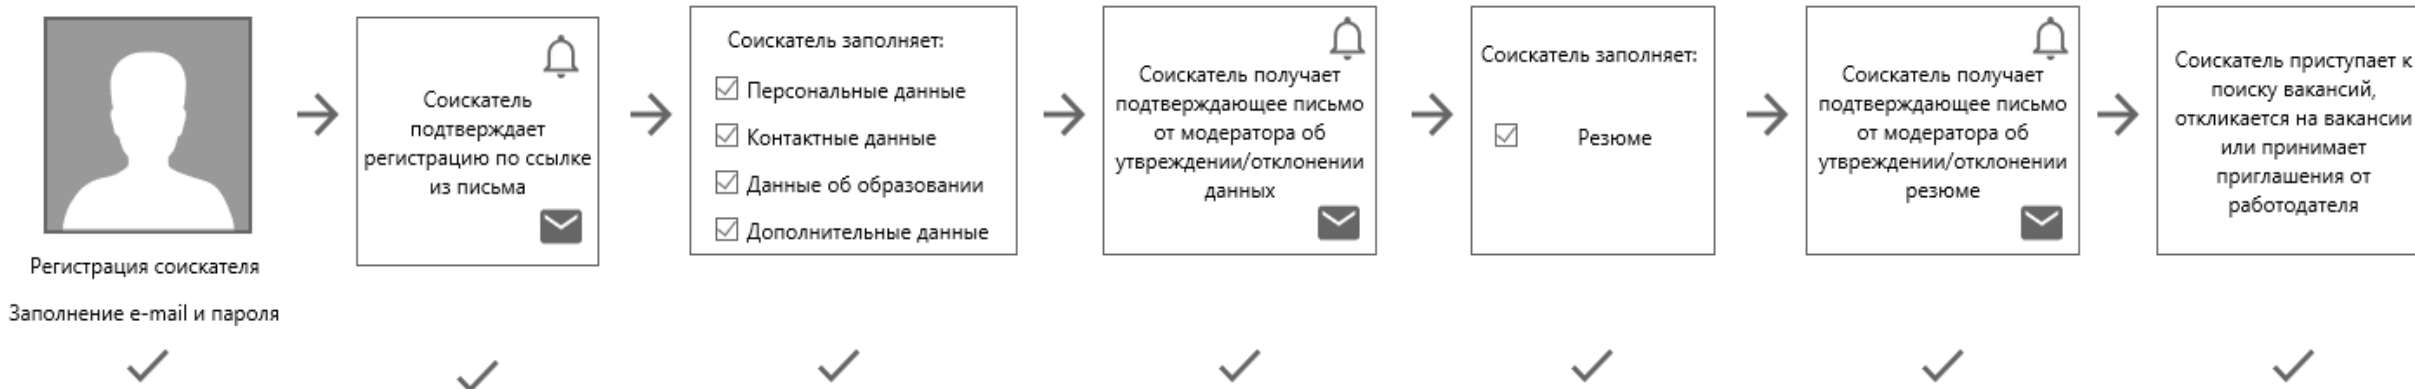 Регистрация соискателя
Заполнение e-mail и пароля
Соискатель
подтверждает
регистрацию по ссылке
из письма
Соискатель заполняет:
Персональные данные
Контактные данные
Данные об образовании
Дополнительные данные
Соискатель получает
подтверждающее письмо
от модератора об
утвреждении/отклонении
данных
Соискатель заполняет:
Резюме
Соискатель получает
подтверждающее письмо
от модератора об
утвреждении/отклонении
резюме
Соискатель приступает к
поиску вакансий,
откликается на вакансии
или принимает
приглашения от
работодателя